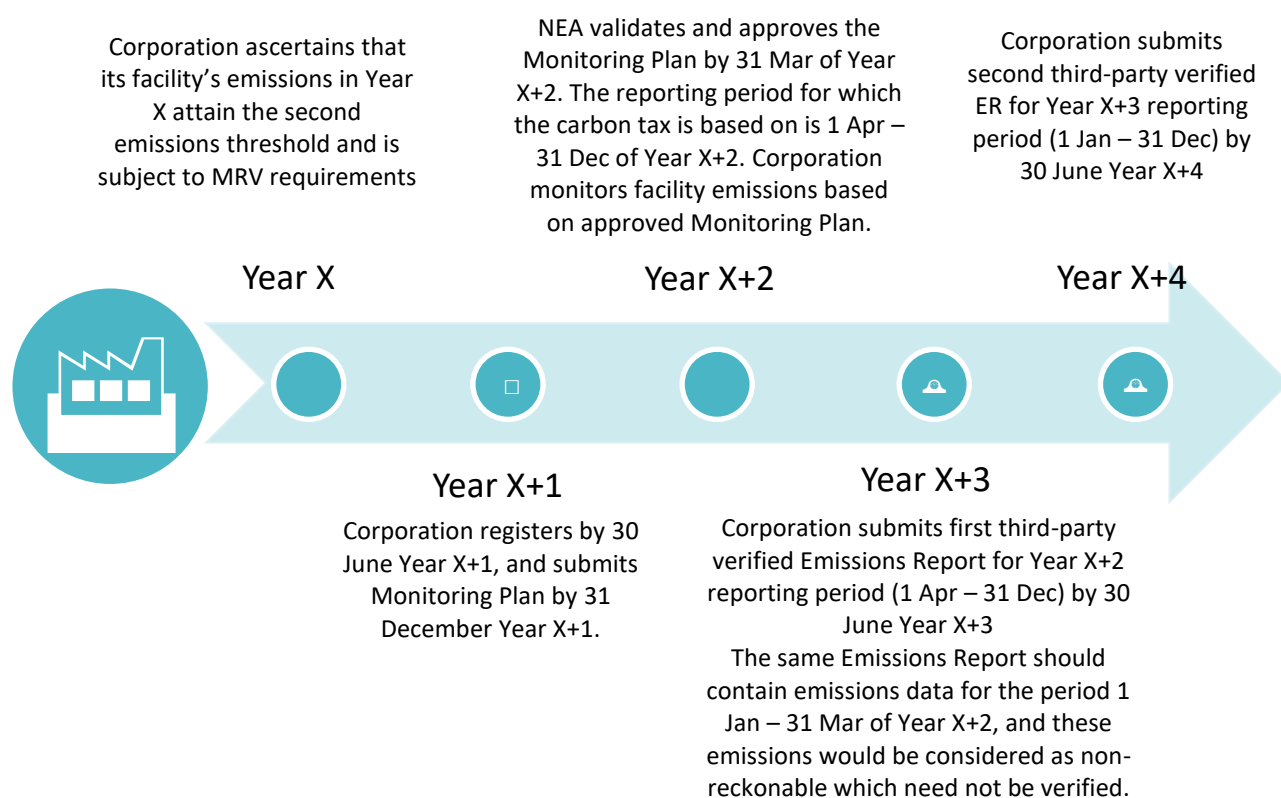 Corporation ascertains that
its facility's emissions in Year
X attain the second
emissions threshold and is
subject to MRV requirements
Year X
Corporation registers by 30
June Year X+1, and submits
Monitoring Plan by 31
December Year X+1.
Year X+1
NEA validates and approves the
Monitoring Plan by 31 Mar of Year
X+2. The reporting period for which
the carbon tax is based on is 1 Apr –
31 Dec of Year X+2. Corporation
monitors facility emissions based
on approved Monitoring Plan.
Year X+2
Year X+3
Corporation submits first third-party
verified Emissions Report for Year X+2
reporting period (1 Apr – 31 Dec) by 30
June Year X+3
The same Emissions Report should
contain emissions data for the period 1
Jan – 31 Mar of Year X+2, and these
emissions would be considered as non-
reckonable which need not be verified.
Corporation submits
second third-party verified
ER for Year X+3 reporting
period (1 Jan – 31 Dec) by
30 June Year X+4
Year X+4